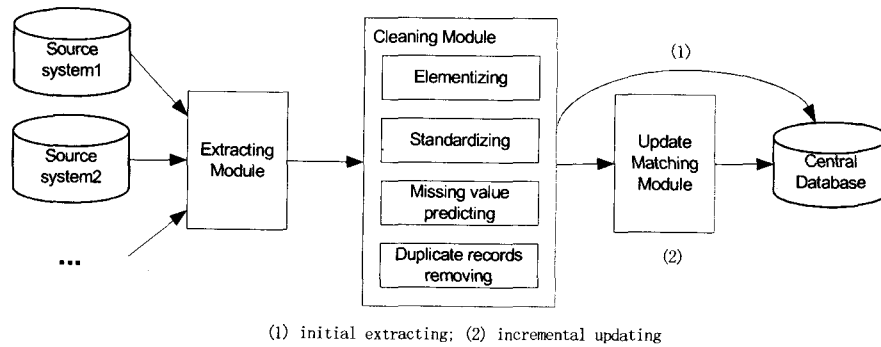 Source
system1
Source
system2
...
Extracting
Module
Cleaning Module
Elementizing
Standardizing
Missing value
predicting
Duplicate records
removing
(1)
Update
Matching
Module
(2)
Central
Database
(1) initial extracting; (2) incremental updating